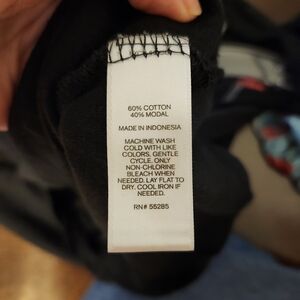 60% COTTON
40% MODAL
MADE IN INDONESIA
MACHINE WASH
COLD WITH LIKE
COLORS, GENTLE
CYCLE. ONLY
NON-CHLORINE
BLEACH WHEN
NEEDED. LAY FLAT TO
DRY. COOL IRON IF
NEEDED.
RN# 55285